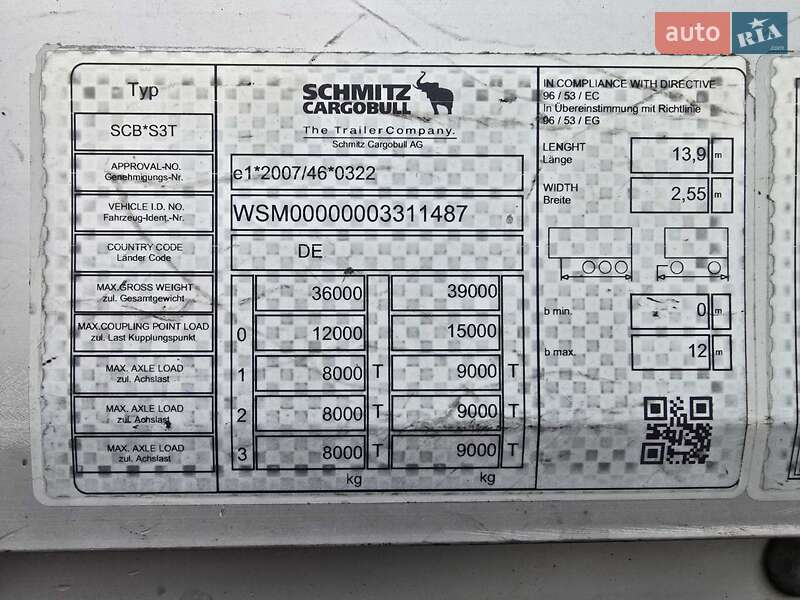 auto RIA.com
Typ
SCB*S3T
SCHMITZ
CARGOBULL
The Trailer Company.
Schmitz Cargobull AG
APPROVAL-NO.
Genehmigungs-Nr.
e1*2007/46*0322
VEHICLE I.D. NO.
Fahrzeug-Ident.-Nr.
WSM00000003311487
COUNTRY CODE
Länder Code
DE
MAX.GROSS WEIGHT
zul. Gesamtgewicht
36000 39000
MAX.COUPLING POINT LOAD
zul. Last Kupplungspunkt
0 12000 15000
MAX. AXLE LOAD
zul. Achslast
1 8000 T 9000 T
MAX. AXLE LOAD
zul. Achslast
2 8000 T 9000 T
MAX. AXLE LOAD
zul. Achslast
3 8000 T 9000 T
kg kg
IN COMPLIANCE WITH DIRECTIVE
96 / 53 / EC
In Übereinstimmung mit Richtlinie
96 / 53 / EG
LENGHT
Länge
13,9 m
WIDTH
Breite
2,55 m
b min. 0 m
b max. 12 m